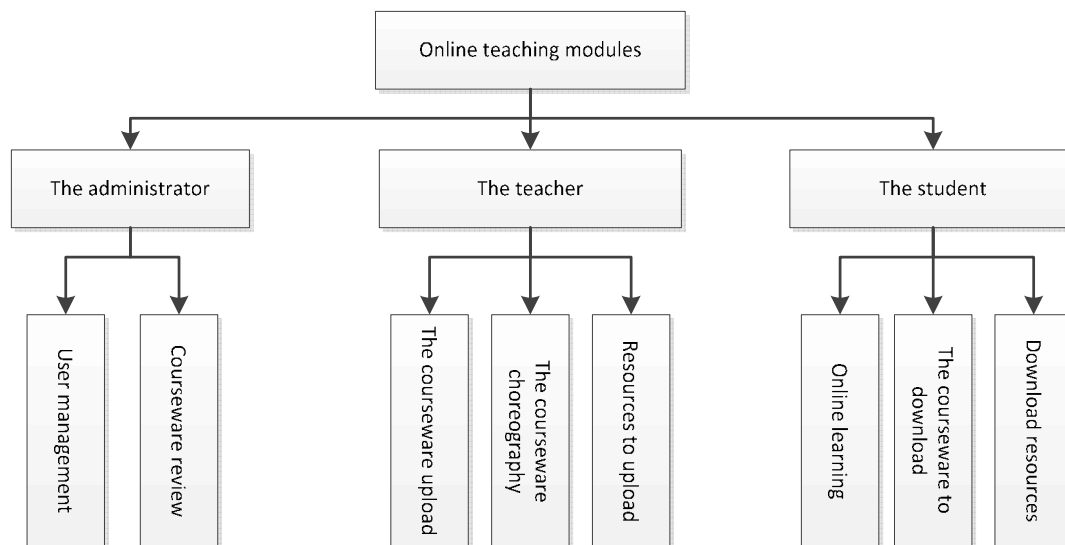 Online teaching modules
The administrator
The teacher
The student
User management
Courseware review
The courseware upload
The courseware
choreography
Resources to upload
Online learning
The courseware to
download
Download resources